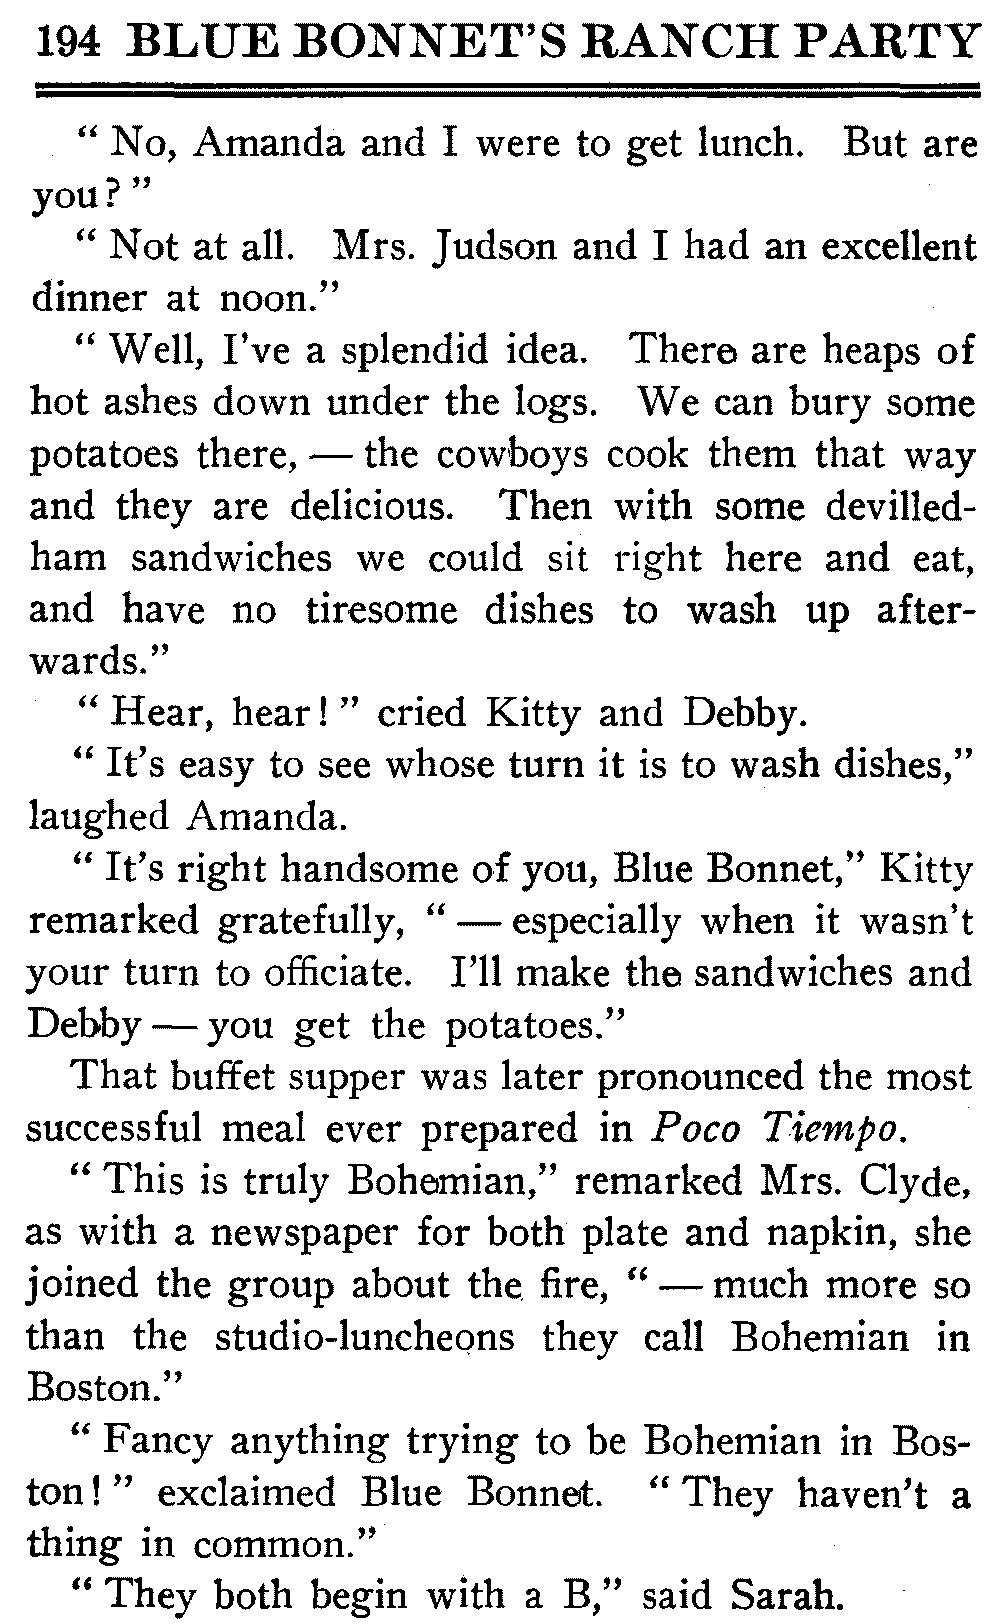 194 BLUE BONNET'S RANCH PARTY
" No, Amanda and I were to get lunch. But are
you? "
" Not at all. Mrs. Judson and I had an excellent
dinner at noon."
" Well, I've a splendid idea. There are heaps of
hot ashes down under the logs. We can bury some
potatoes there, — the cowboys cook them that way
and they are delicious. Then with some devilled-
ham sandwiches we could sit right here and eat,
and have no tiresome dishes to wash up after-
wards."
" Hear, hear! " cried Kitty and Debby.
" It's easy to see whose turn it is to wash dishes,"
laughed Amanda.
" It's right handsome of you, Blue Bonnet," Kitty
remarked gratefully, " — especially when it wasn't
your turn to officiate. I'll make the sandwiches and
Debby — you get the potatoes."
That buffet supper was later pronounced the most
successful meal ever prepared in Poco Tiempo.
" This is truly Bohemian," remarked Mrs. Clyde,
as with a newspaper for both plate and napkin, she
joined the group about the fire, " — much more so
than the studio-luncheons they call Bohemian in
Boston."
" Fancy anything trying to be Bohemian in Bos-
ton! " exclaimed Blue Bonnet. " They haven't a
thing in common."
" They both begin with a B," said Sarah.